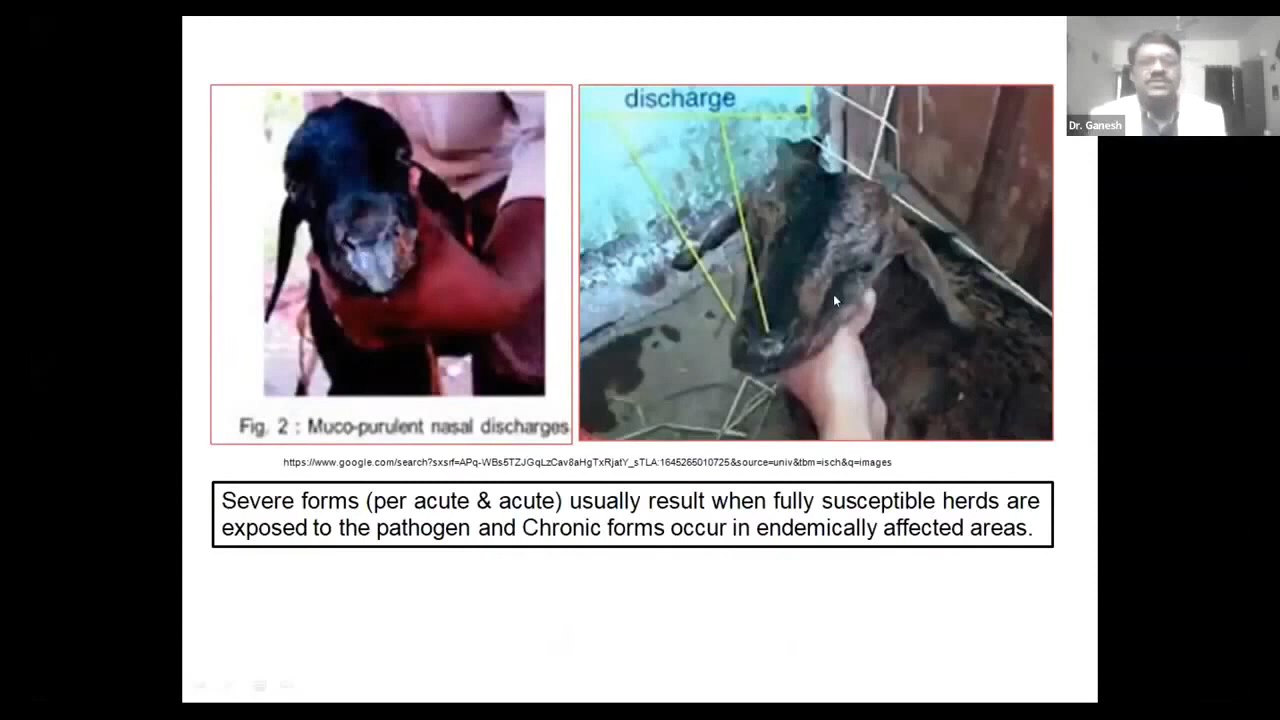 discharge
Dr. Ganesh
Fig. 2 : Muco-purulent nasal discharges
https://www.google.com/search?sxsrf=APq-WBs5TZJGqLzCav8aHgTxRjatY_sTLA:1645265010725&source=univ&tbm=isch&q=images
Severe forms (per acute & acute) usually result when fully susceptible herds are
exposed to the pathogen and Chronic forms occur in endemically affected areas.